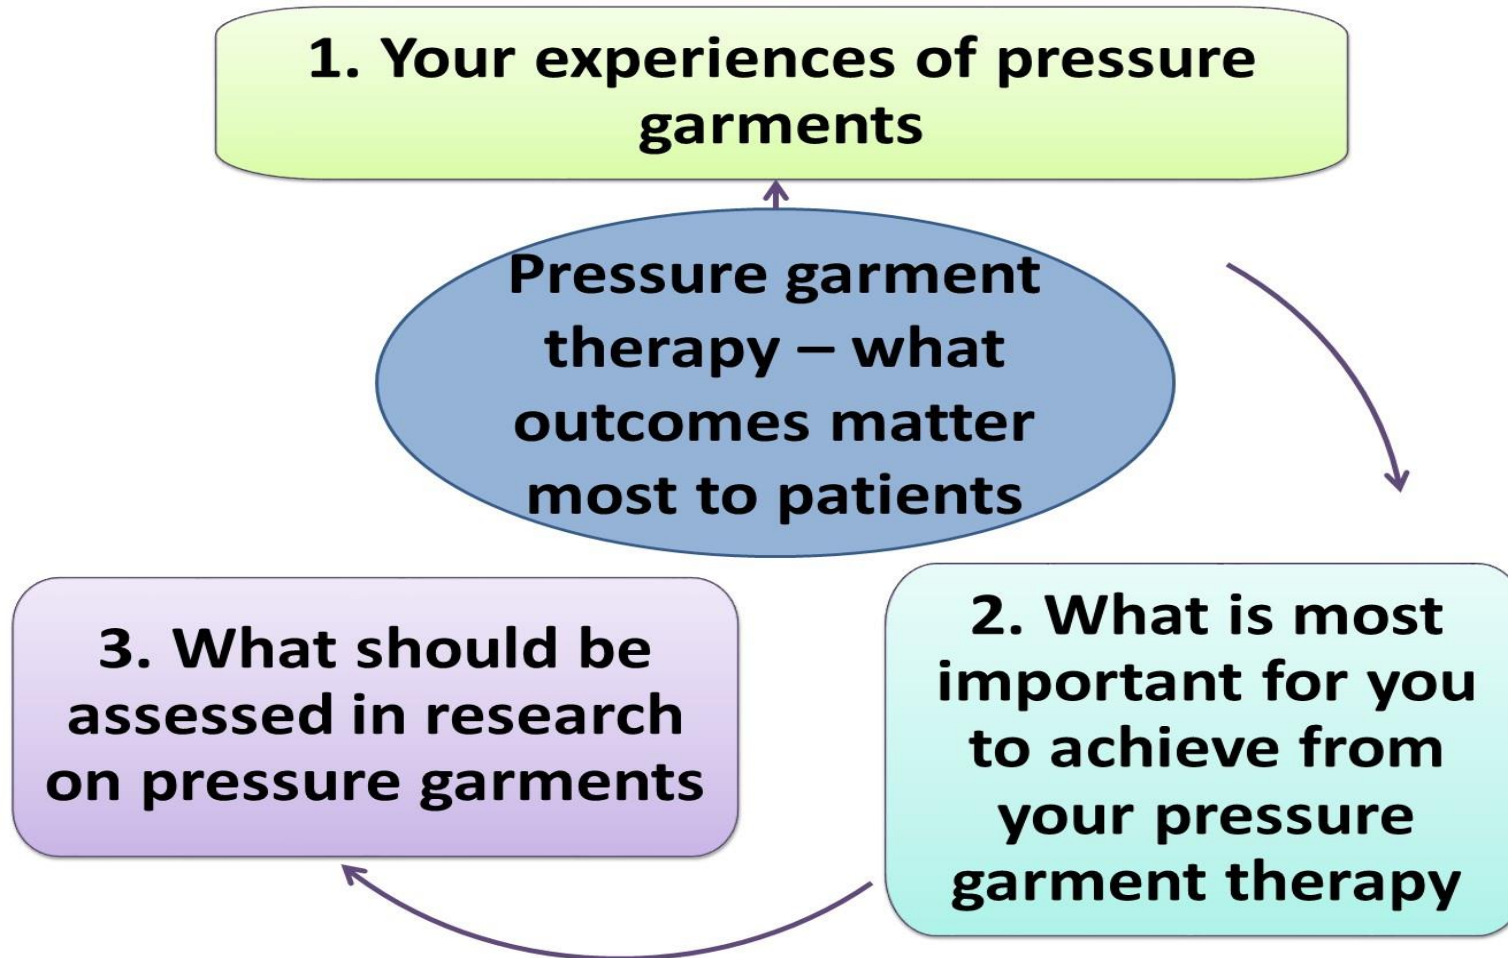 1. Your experiences of pressure
garments
Pressure garment
therapy – what
outcomes matter
most to patients
2. What is most
important for you
to achieve from
your pressure
garment therapy
3. What should be
assessed in research
on pressure garments